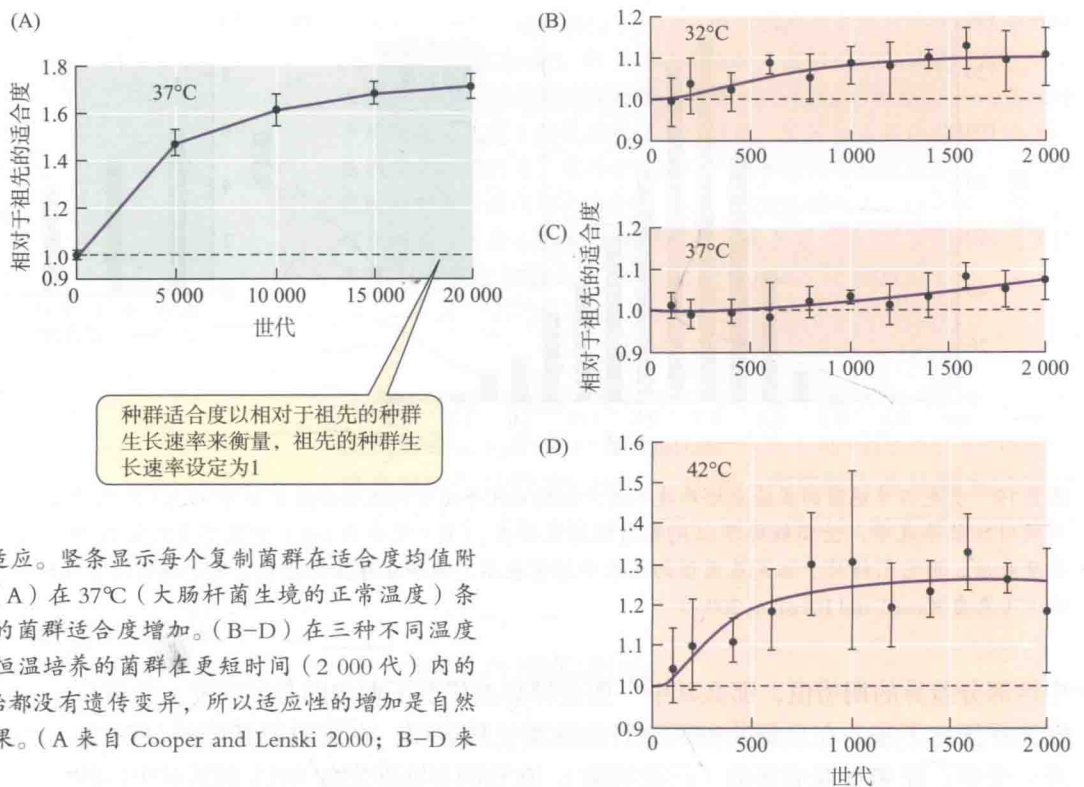 (A)
37°C
相对于祖先的适合度
1.8
1.6
1.4
1.2
1.0
0.9
0
5 000
10 000
15 000
20 000
世代
种群适合度以相对于祖先的种群
生长速率来衡量，祖先的种群生
长速率设定为1
适应。竖条显示每个复制菌群在适合度均值附
A）在37℃（大肠杆菌生境的正常温度）条
的菌群适合度增加。（B–D）在三种不同温度
恒温培养的菌群在更短时间（2 000代）内的
都没有遗传变异，所以适应性的增加是自然
果。（A 来自 Cooper and Lenski 2000；B–D 来
(B)
32°C
1.2
1.1
1.0
0.9
0
500
1 000
1 500
2 000
(C)
37°C
相对于祖先的适合度
1.2
1.1
1.0
0.9
0
500
1 000
1 500
2 000
(D)
42°C
1.6
1.5
1.4
1.3
1.2
1.1
1.0
0.9
0
500
1 000
1 500
2 000
世代